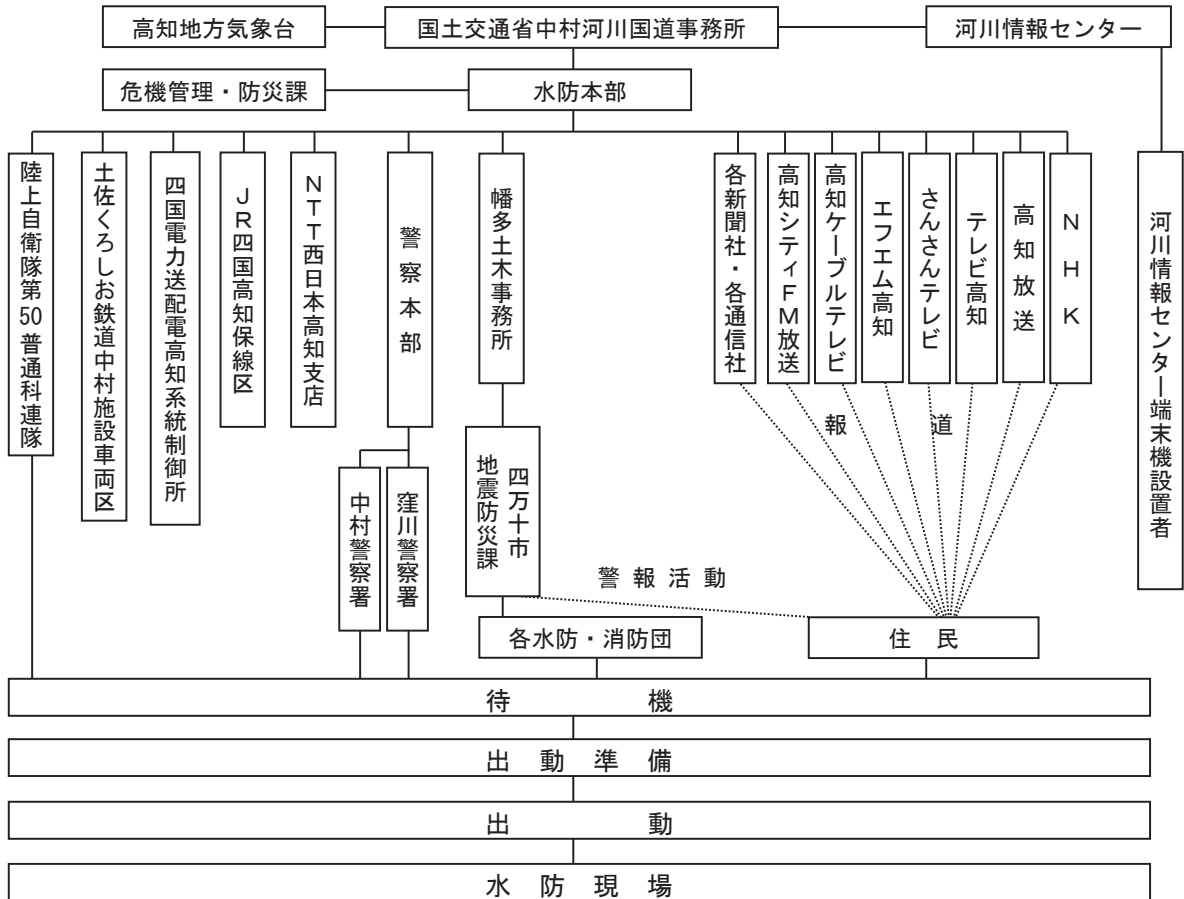 高知地方気象台
国土交通省中村河川国道事務所
河川情報センター
危機管理・防災課
水防本部
陸上自衛隊第50普通科連隊
土佐くろしお鉄道中村施設車両区
四国電力送配電高知系統制御所
JR四国高知保線区
NTT西日本高知支店
警察本部
幡多土木事務所
各新聞社・各通信社
高知シティFM放送
高知ケーブルテレビ
エフエム高知
さんさんテレビ
テレビ高知
高知放送
NHK
河川情報センター端末機設置者
報道
中村警察署
窪川警察署
四万十市
地震防災課
警報活動
各水防・消防団
住民
待機
出動準備
出動
水防現場